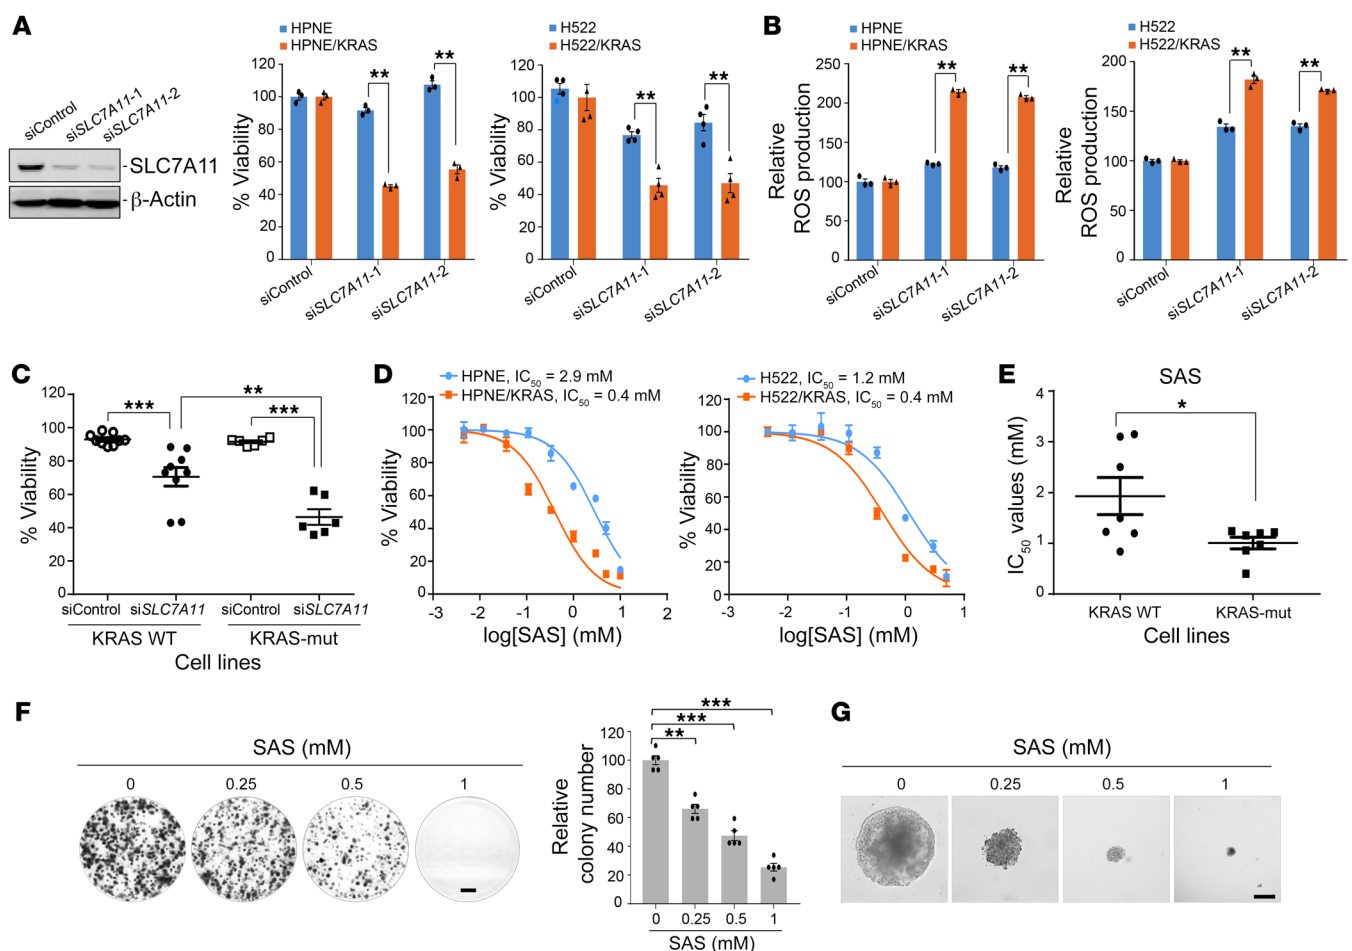 A
siControl
siSLC7A11-1
siSLC7A11-2
-SLC7A11
-β-Actin
HPNE
HPNE/KRAS
% Viability
120
100
80
60
40
20
0
**
**
siControl
siSLC7A11-1
siSLC7A11-2
H522
H522/KRAS
% Viability
120
100
80
60
40
20
0
**
**
siControl
siSLC7A11-1
siSLC7A11-2
B
HPNE
HPNE/KRAS
Relative
ROS production
250
200
150
100
50
0
**
**
siControl
siSLC7A11-1
siSLC7A11-2
H522
H522/KRAS
Relative
ROS production
200
150
100
50
0
**
**
siControl
siSLC7A11-1
siSLC7A11-2
C
% Viability
120
100
80
60
40
20
0
***
**
***
siControl siSLC7A11 siControl siSLC7A11
KRAS WT KRAS-mut
Cell lines
D
HPNE, IC50 = 2.9 mM
HPNE/KRAS, IC50 = 0.4 mM
% Viability
120
100
80
60
40
20
0
-3 -2 -1 0 1 2
log[SAS] (mM)
H522, IC50 = 1.2 mM
H522/KRAS, IC50 = 0.4 mM
% Viability
120
100
80
60
40
20
0
-3 -2 -1 0 1
log[SAS] (mM)
E
SAS
IC50 values (mM)
4
3
2
1
0
*
KRAS WT KRAS-mut
Cell lines
F
SAS (mM)
0 0.25 0.5 1
Relative
colony number
120
100
80
60
40
20
0
***
***
**
0 0.25 0.5 1
SAS (mM)
G
SAS (mM)
0 0.25 0.5 1